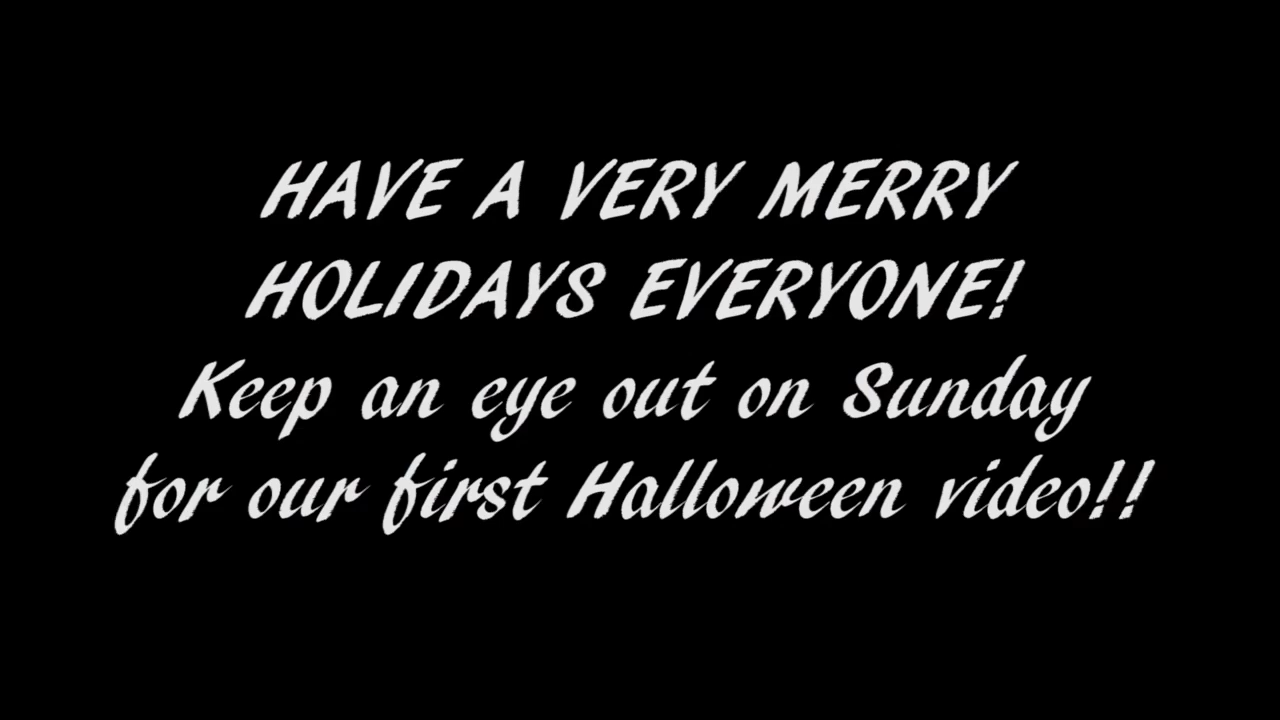 HAVE A VERY MERRY
HOLIDAYS EVERYONE!
Keep an eye out on Sunday
for our first Halloween video!!